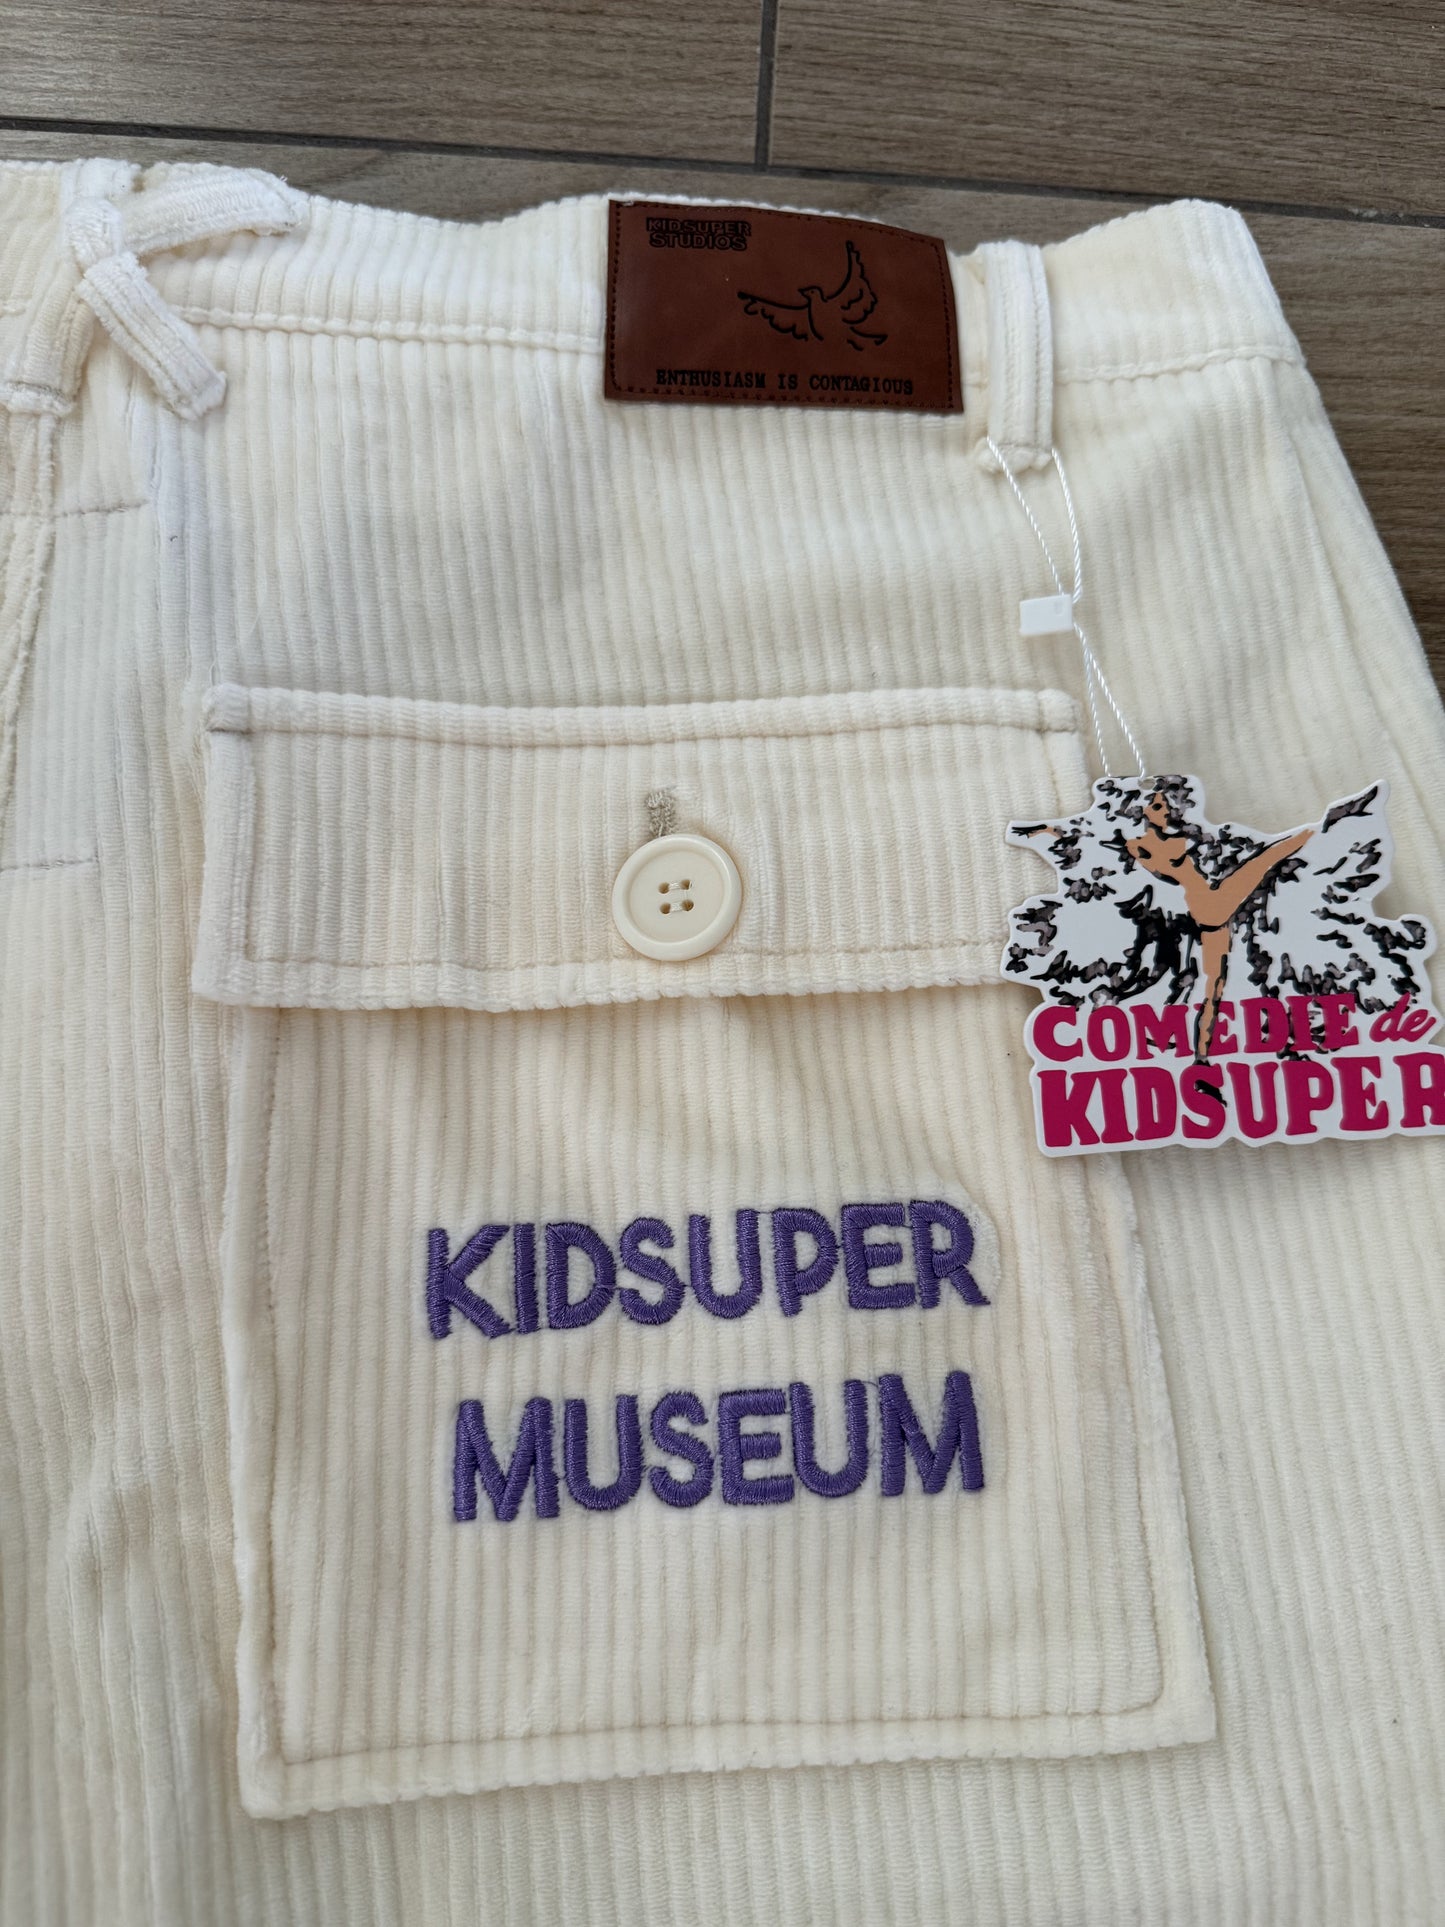 KIDSUPER
STUDIOS
ENTHUSIASM IS CONTAGIOUS
COMEDIE de
KIDSUPER
KIDSUPER
MUSEUM